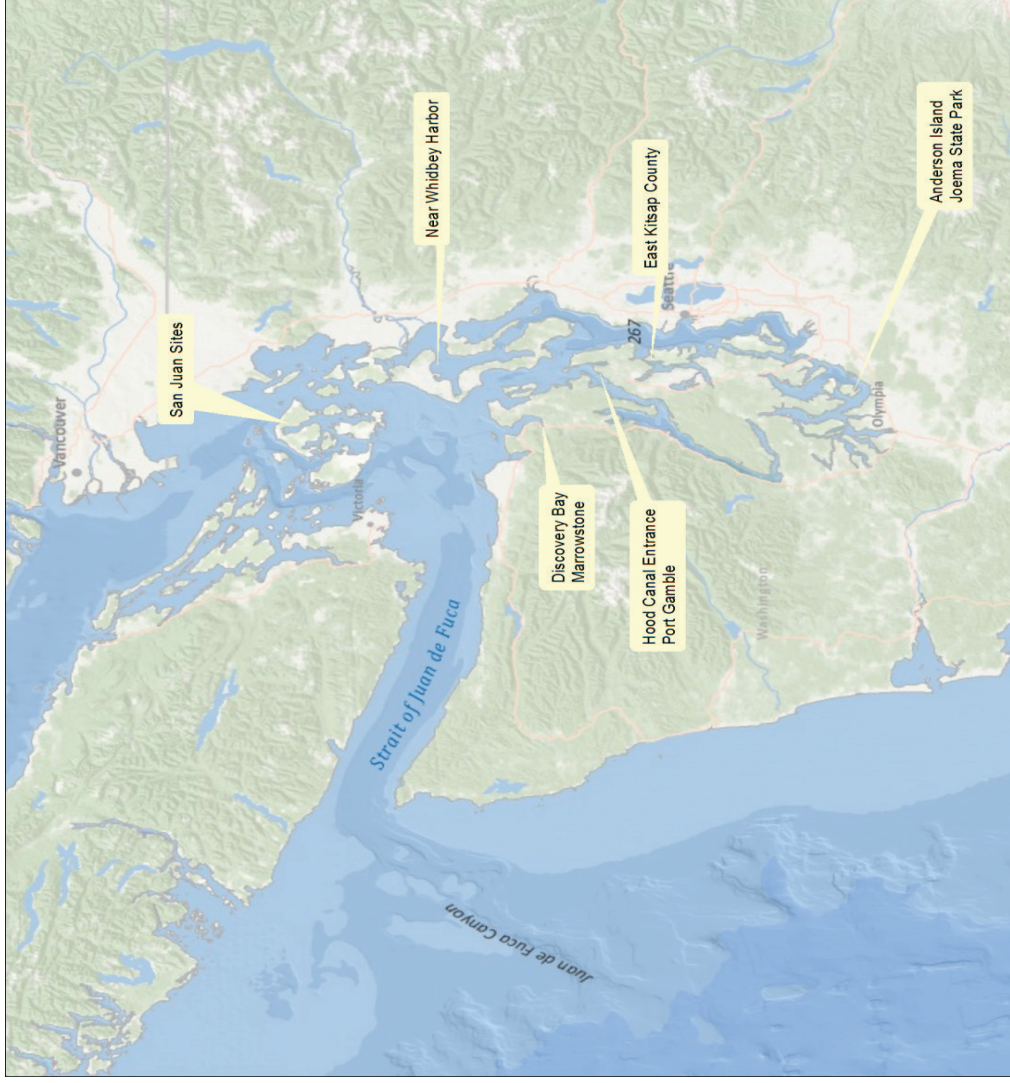 Vancouver
San Juan Sites
Victoria
Near Whidbey Harbor
Strait of Juan de Fuca
Juan de Fuca Canyon
Discovery Bay
Marrowstone
267
Seattle
East Kitsap County
Hood Canal Entrance
Port Gamble
Washington
Olympia
Anderson Island
Joema State Park